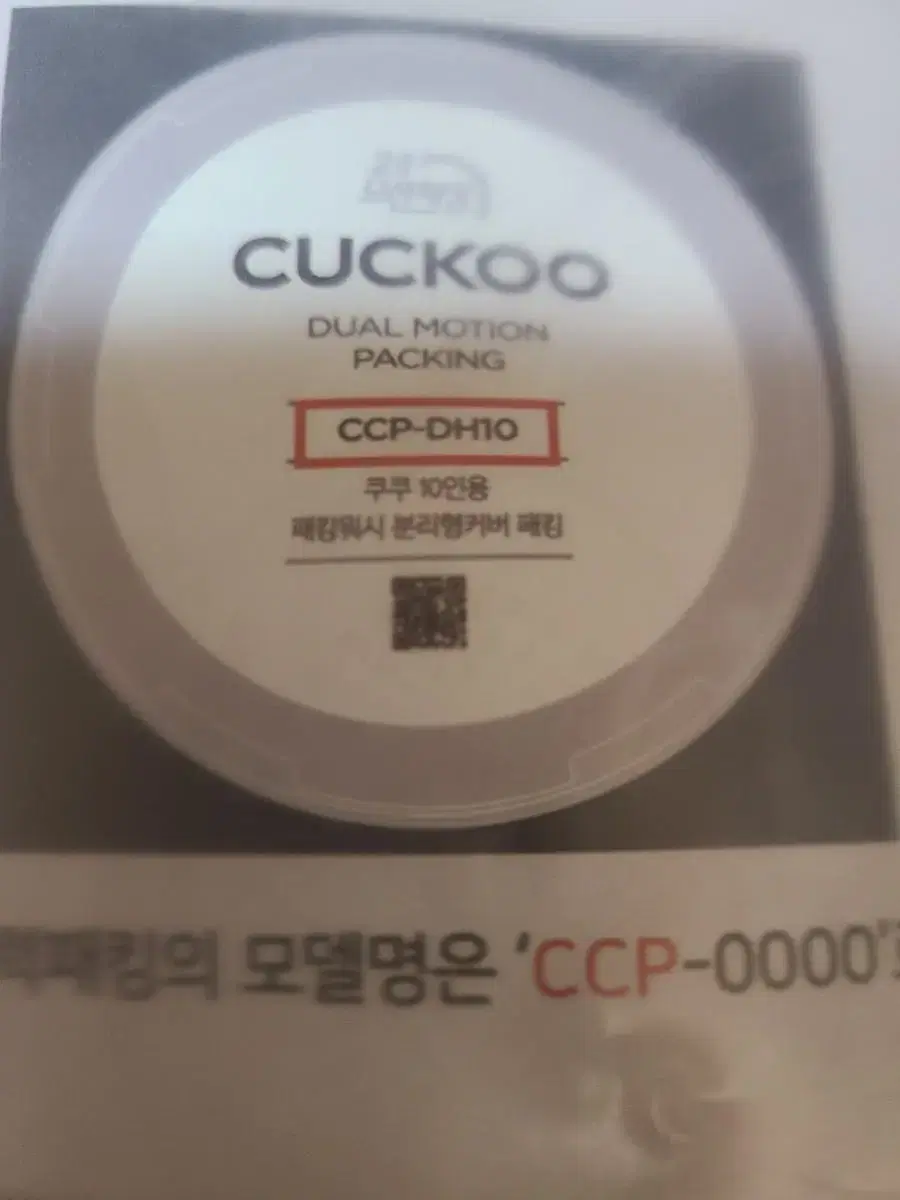 CUCKOO
DUAL MOTION
PACKING
CCP-DH10
쿠쿠 10인용
패킹워시 분리형커버 패킹
패킹의 모델명은 'CCP-0000'